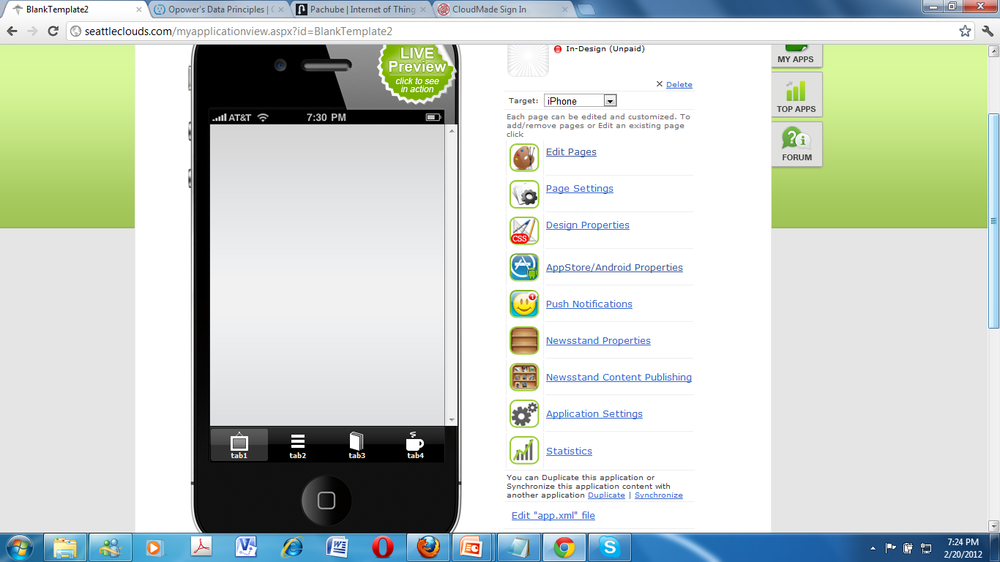 BlankTemplate2
Opower's Data Principles |
Pachube | Internet of Thing
CloudMade Sign In
seattleclouds.com/myapplicationview.aspx?id=BlankTemplate2
LIVE
Preview
click to see
in action
AT&T 7:30 PM
tab1
tab2
tab3
tab4
In-Design (Unpaid)
Delete
Target: iPhone
Each page can be edited and customized. To
add/remove pages or Edit an existing page
click
Edit Pages
Page Settings
CSS
Design Properties
AppStore/Android Properties
1
Push Notifications
Newsstand Properties
Newsstand Content Publishing
Application Settings
Statistics
You can Duplicate this application or
Synchronize this application content with
another application Duplicate | Synchronize
Edit "app.xml" file
MY APPS
TOP APPS
FORUM
7:24 PM
2/20/2012